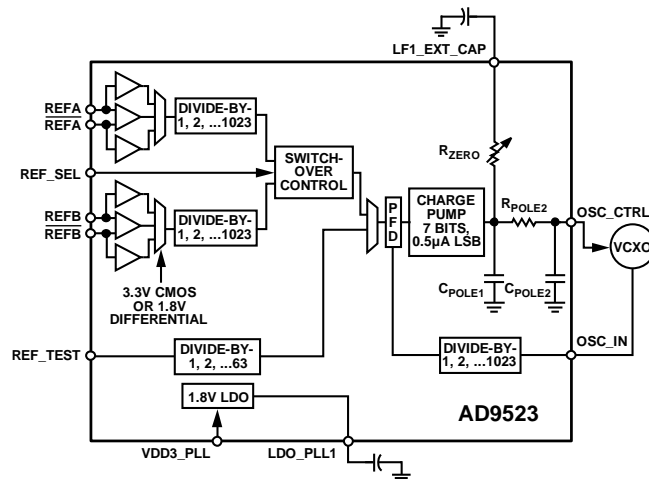 LF1_EXT_CAP
REFA
REFA
DIVIDE-BY-
1, 2, ...1023
REF_SEL
SWITCH-
OVER
CONTROL
RZERO
REFB
REFB
DIVIDE-BY-
1, 2, ...1023
PFD
CHARGE
PUMP
7 BITS,
0.5µA LSB
RPOLE2
OSC_CTRL
VCXO
CPOLE1
CPOLE2
3.3V CMOS
OR 1.8V
DIFFERENTIAL
REF_TEST
DIVIDE-BY-
1, 2, ...63
DIVIDE-BY-
1, 2, ...1023
OSC_IN
1.8V LDO
AD9523
VDD3_PLL
LDO_PLL1